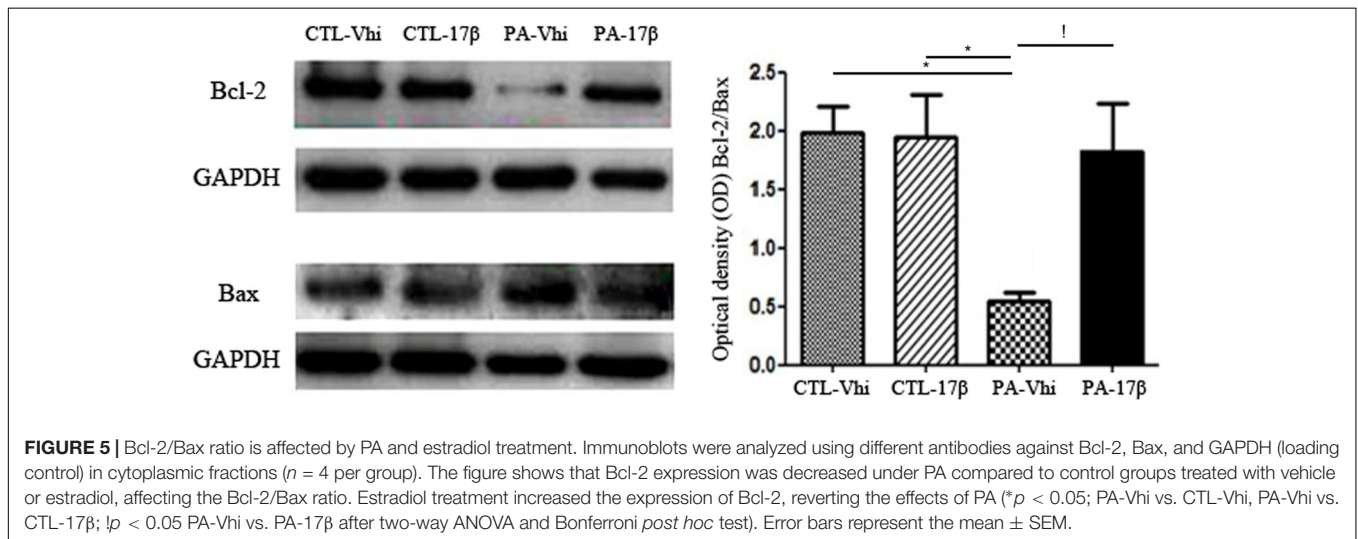 CTL-Vhi CTL-17β PA-Vhi PA-17β
Bcl-2
GAPDH
Bax
GAPDH
!
*
*
Optical density (OD) Bcl-2/Bax
2.5
2.0
1.5
1.0
0.5
0.0
CTL-Vhi CTL-17β PA-Vhi PA-17β
FIGURE 5 | Bcl-2/Bax ratio is affected by PA and estradiol treatment. Immunoblots were analyzed using different antibodies against Bcl-2, Bax, and GAPDH (loading
control) in cytoplasmic fractions (n = 4 per group). The figure shows that Bcl-2 expression was decreased under PA compared to control groups treated with vehicle
or estradiol, affecting the Bcl-2/Bax ratio. Estradiol treatment increased the expression of Bcl-2, reverting the effects of PA (*p < 0.05; PA-Vhi vs. CTL-Vhi, PA-Vhi vs.
CTL-17β; !p < 0.05 PA-Vhi vs. PA-17β after two-way ANOVA and Bonferroni post hoc test). Error bars represent the mean ± SEM.